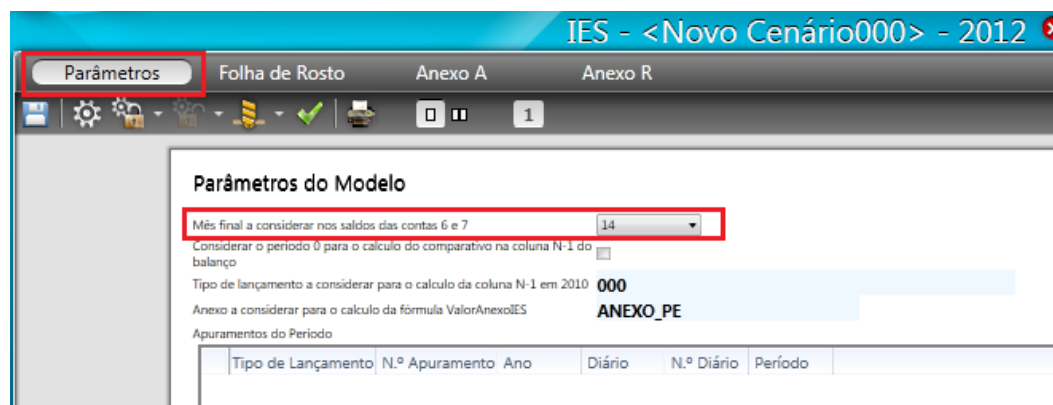 IES - <Novo Cenário000> - 2012
Parâmetros Folha de Rosto Anexo A Anexo R
1
Parâmetros do Modelo
Mês final a considerar nos saldos das contas 6 e 7 14
Considerar o período 0 para o calculo do comparativo na coluna N-1 do
balanço
Tipo de lançamento a considerar para o calculo da coluna N-1 em 2010 000
Anexo a considerar para o calculo da fórmula ValorAnexoIES ANEXO_PE
Apuramentos do Periodo
Tipo de Lançamento N.º Apuramento Ano Diário N.º Diário Período